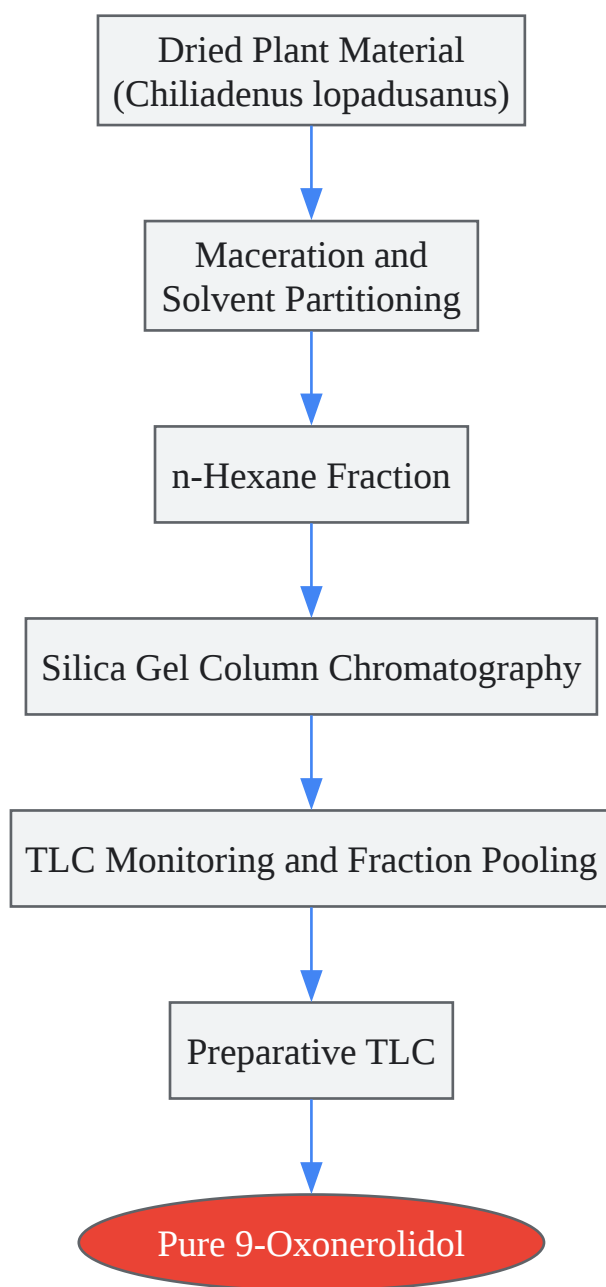 Dried Plant Material
(Chiliadenus lopadusanus)
Maceration and
Solvent Partitioning
n-Hexane Fraction
Silica Gel Column Chromatography
TLC Monitoring and Fraction Pooling
Preparative TLC
Pure 9-Oxonerolidol